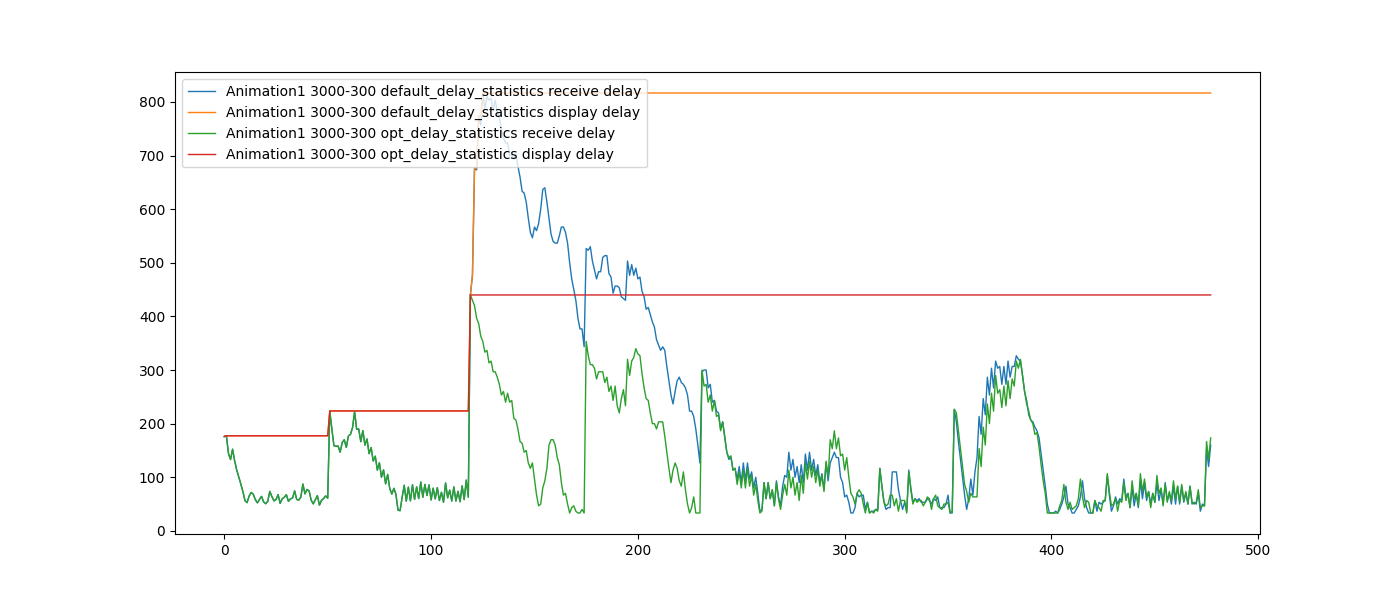 Animation1 3000-300 default_delay_statistics receive delay
Animation1 3000-300 default_delay_statistics display delay
Animation1 3000-300 opt_delay_statistics receive delay
Animation1 3000-300 opt_delay_statistics display delay
800
700
600
500
400
300
200
100
0
0 100 200 300 400 500